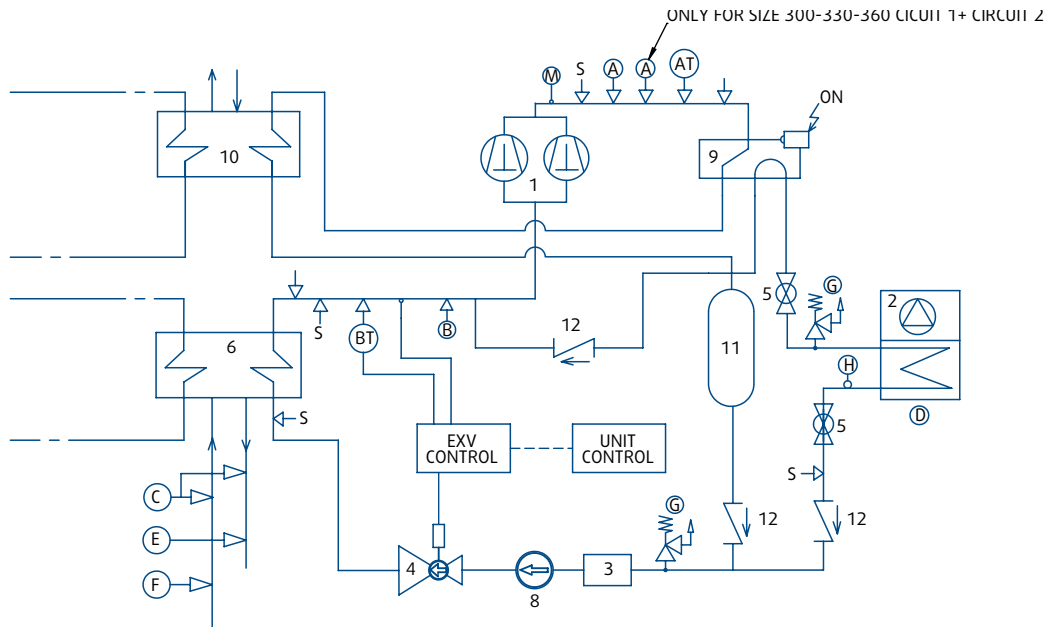 ONLY FOR SIZE 300-330-360 CICUIT 1+ CIRCUIT 2
M
S
A
A
AT
ON
10
1
9
5
G
2
S
BT
B
12
11
6
H
S
D
EXV
CONTROL
UNIT
CONTROL
5
S
C
G
12
12
E
4
3
F
8